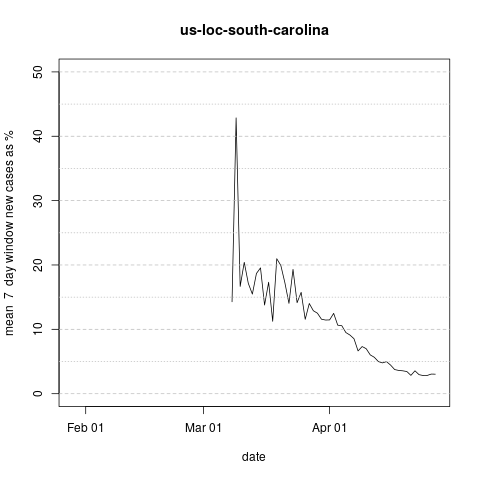 us-loc-south-carolina
mean 7 day window new cases as %
50
40
30
20
10
0
Feb 01
Mar 01
Apr 01
date